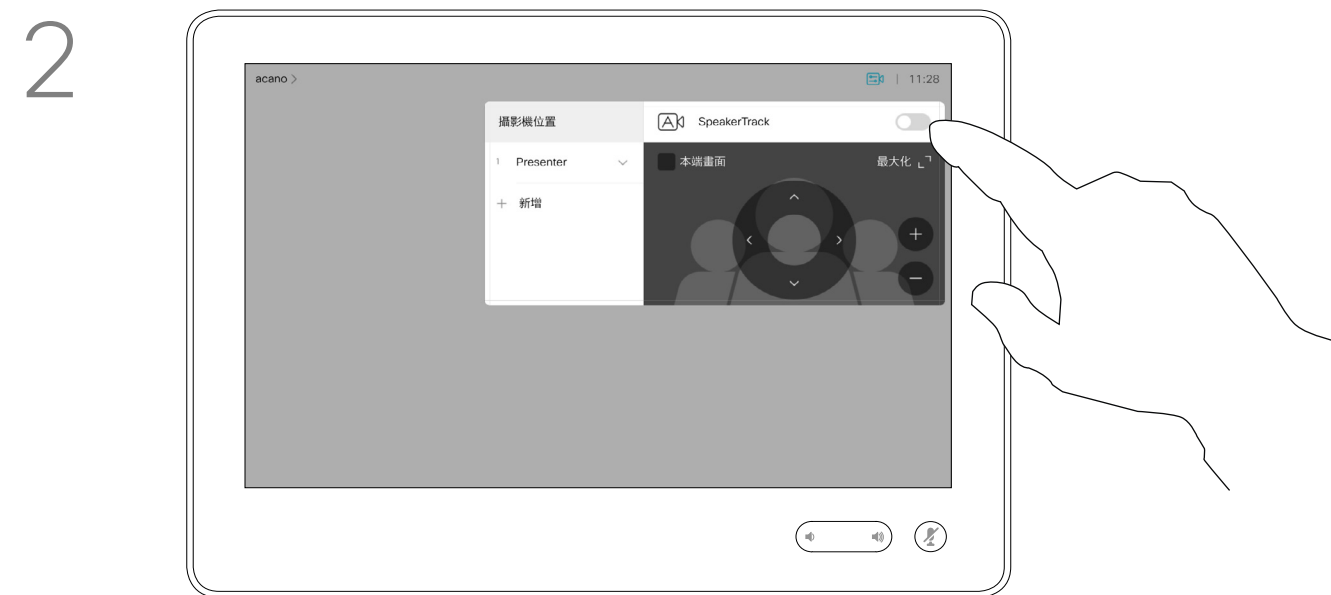 2
acano >
| 11:28
攝影機位置
A SpeakerTrack
1 Presenter
本端畫面
最大化
+ 新增
+
−